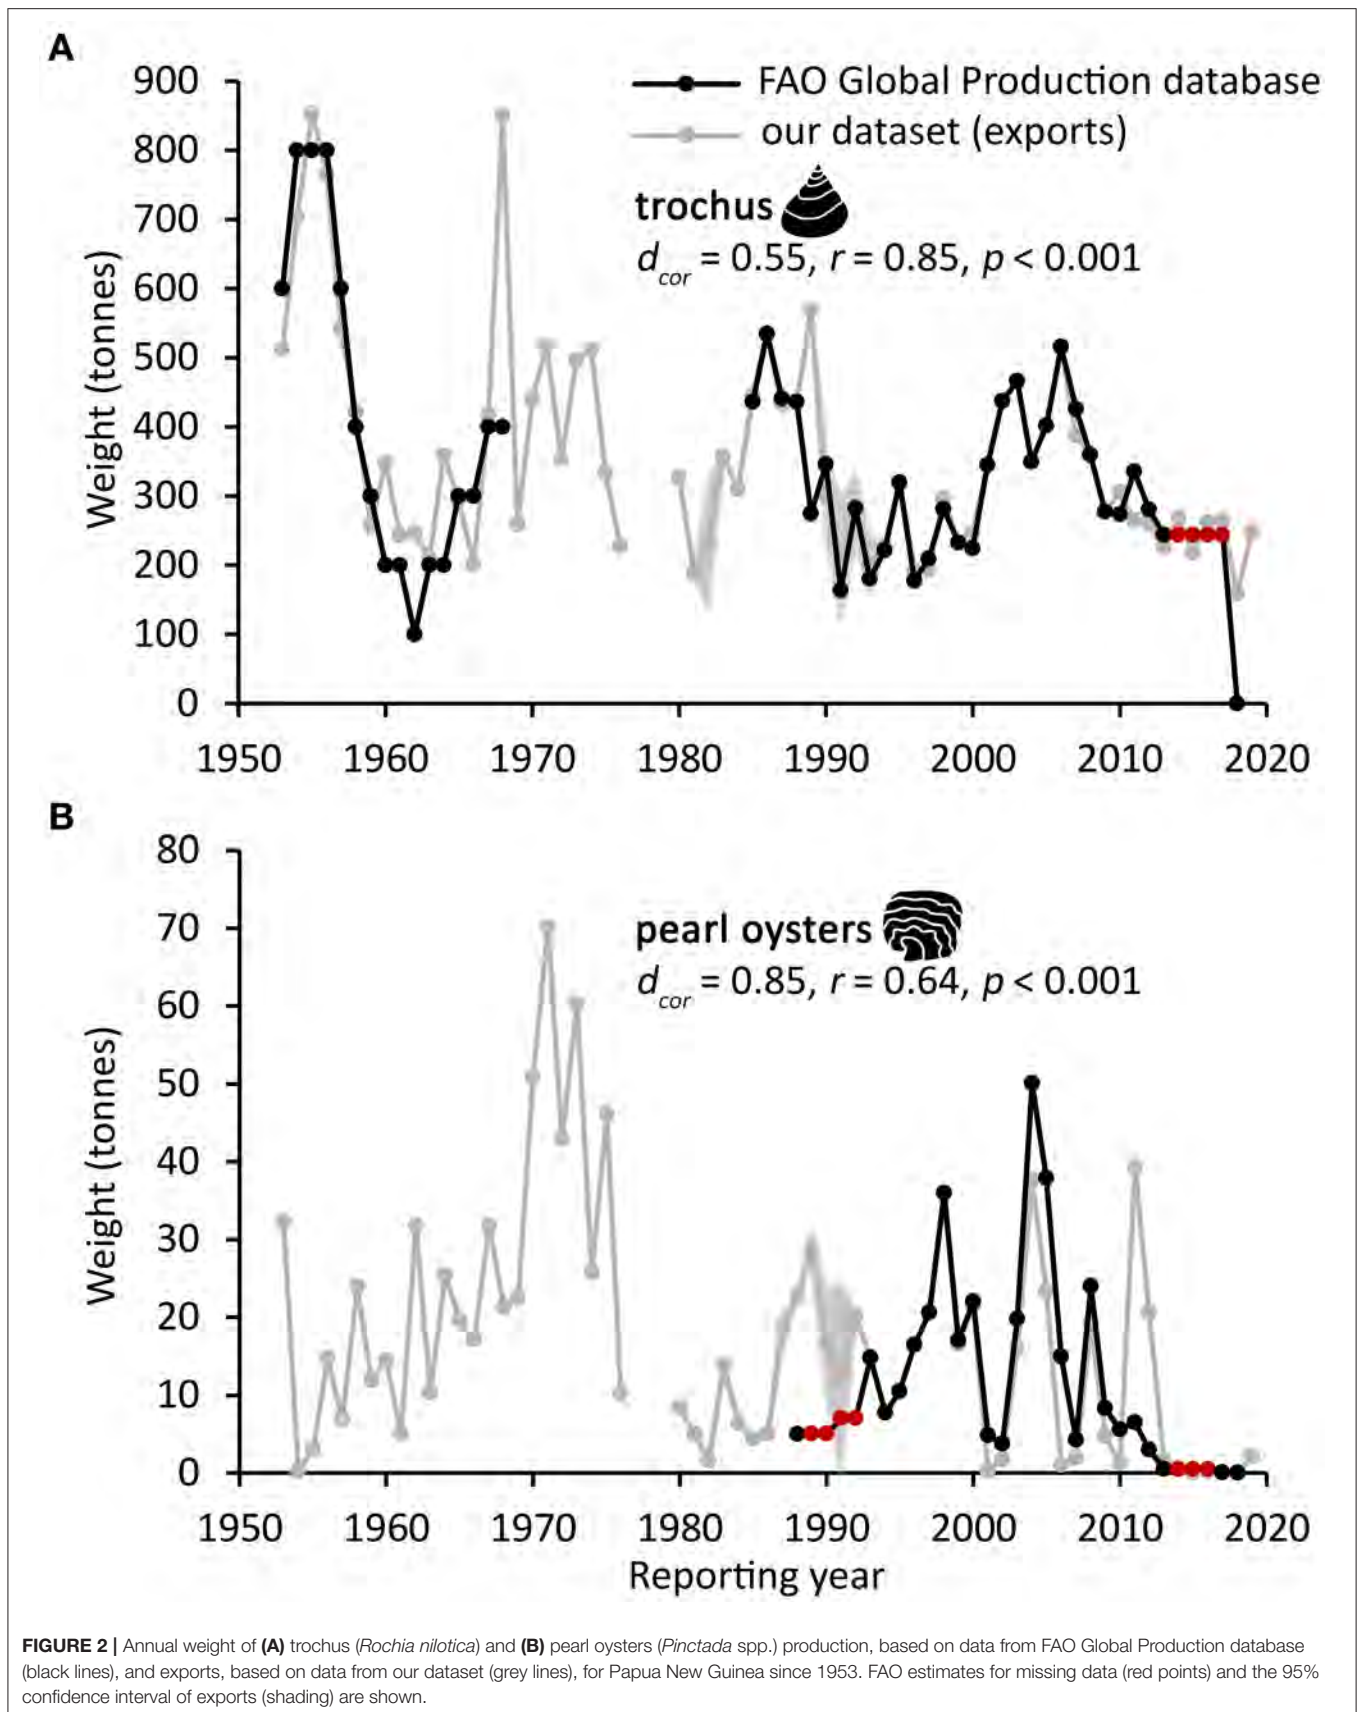 A
900
800
700
600
500
400
300
200
100
0
Weight (tonnes)
FAO Global Production database
our dataset (exports)
trochus
d_cor = 0.55, r = 0.85, p < 0.001
1950 1960 1970 1980 1990 2000 2010 2020
B
80
70
60
50
40
30
20
10
0
Weight (tonnes)
pearl oysters
d_cor = 0.85, r = 0.64, p < 0.001
1950 1960 1970 1980 1990 2000 2010 2020
Reporting year
FIGURE 2 | Annual weight of (A) trochus (Rochia nilotica) and (B) pearl oysters (Pinctada spp.) production, based on data from FAO Global Production database
(black lines), and exports, based on data from our dataset (grey lines), for Papua New Guinea since 1953. FAO estimates for missing data (red points) and the 95%
confidence interval of exports (shading) are shown.